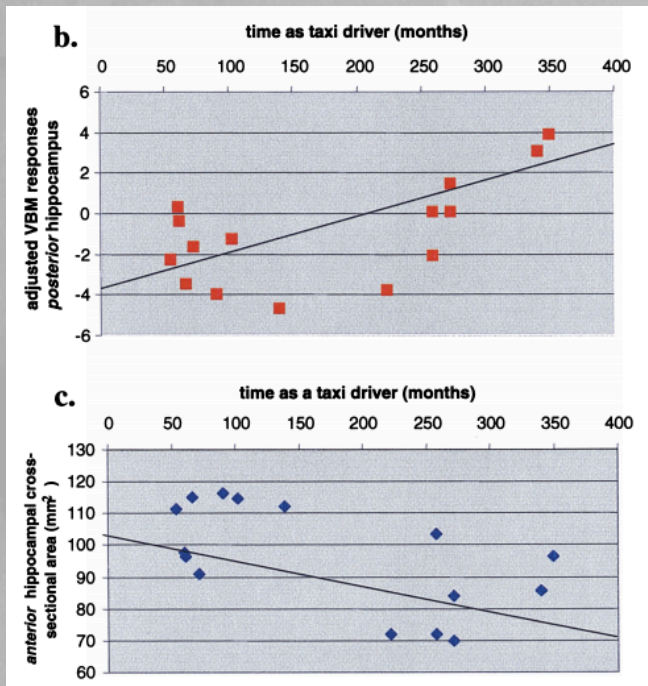 b.
time as taxi driver (months)
0 50 100 150 200 250 300 350 400
adjusted VBM responses
posterior hippocampus
6
4
2
0
-2
-4
-6
c.
time as a taxi driver (months)
0 50 100 150 200 250 300 350 400
anterior hippocampal cross-
sectional area (mm²)
130
120
110
100
90
80
70
60